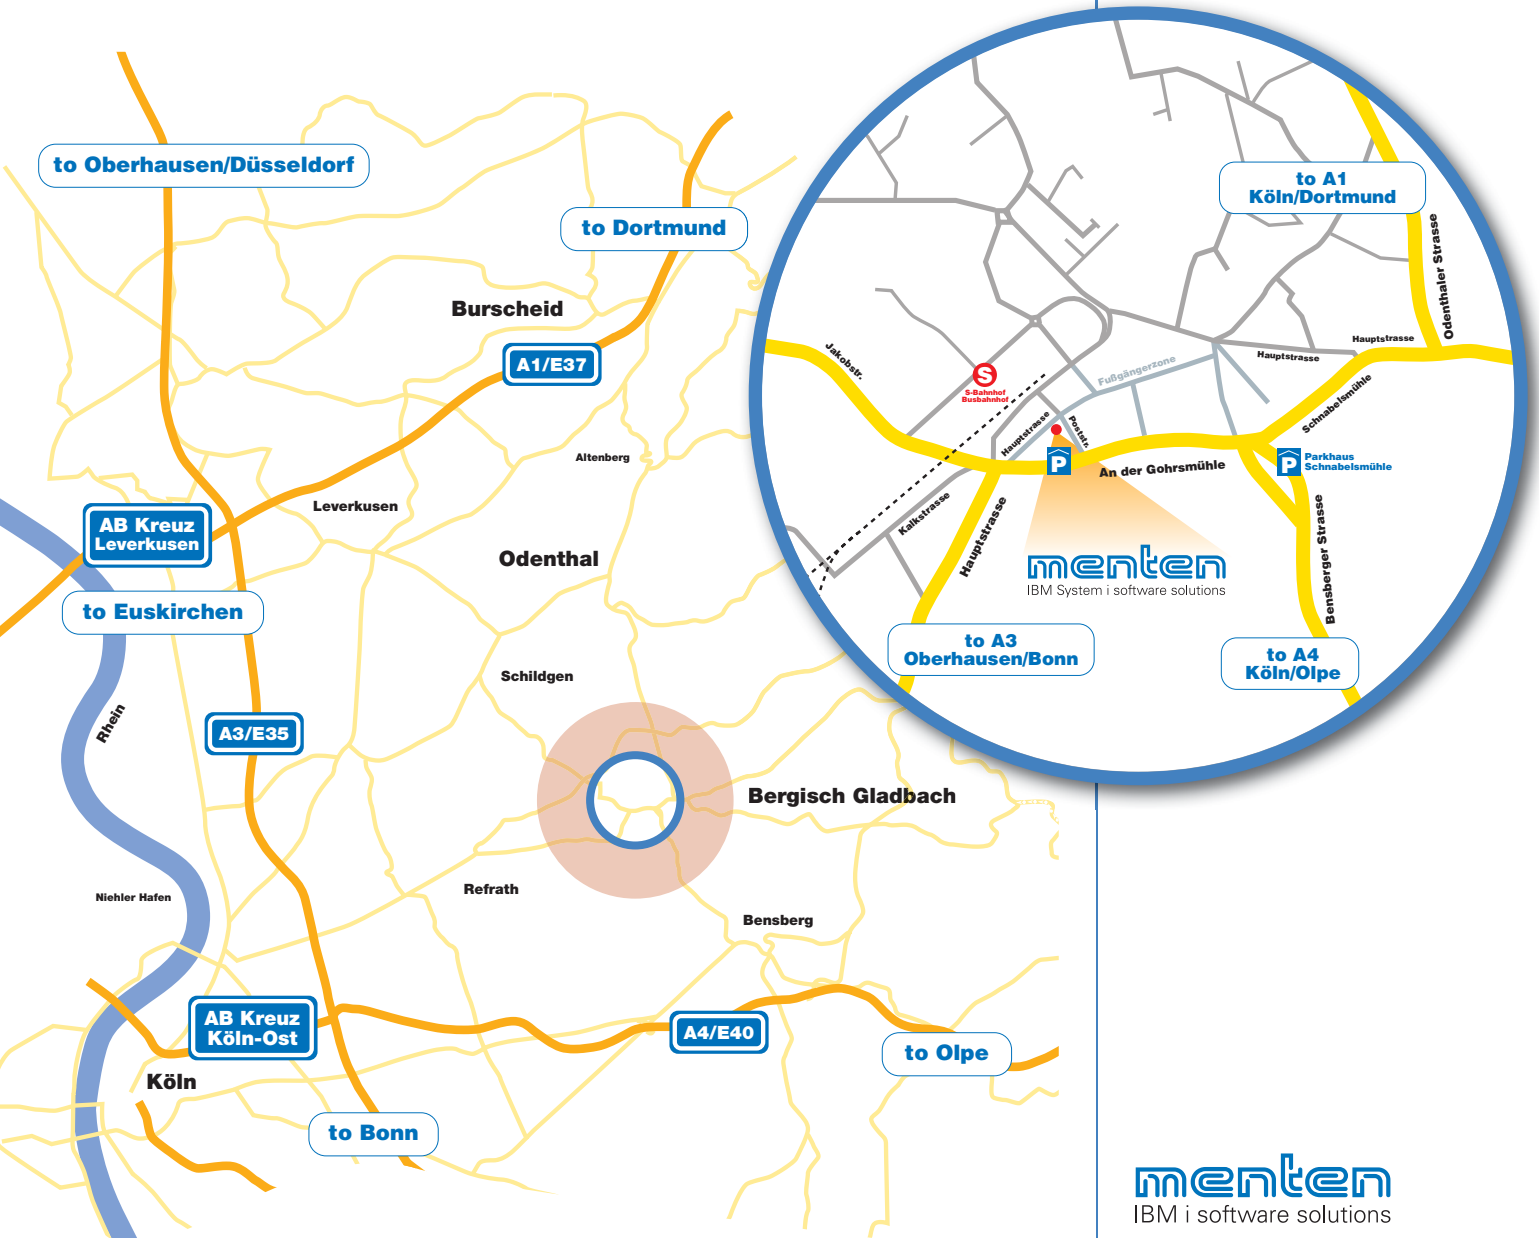 to Oberhausen/Düsseldorf
to Dortmund
Burscheid
A1/E37
Altenberg
Leverkusen
AB Kreuz
Leverkusen
Odenthal
to Euskirchen
Schildgen
Rhein
A3/E35
Bergisch Gladbach
Refrath
Niehler Hafen
Bensberg
AB Kreuz
Köln-Ost
A4/E40
to Olpe
Köln
to Bonn
to A1
Köln/Dortmund
Odenthaler Strasse
Jakobstr.
Hauptstrasse
Hauptstrasse
Fußgängerzone
S
S-Bahnhof
Busbahnhof
Schnabelsmühle
Hauptstrasse
Poststr.
P
An der Gohrsmühle
P
Parkhaus
Schnabelsmühle
Kalkstrasse
Hauptstrasse
Bensberger Strasse
menten
IBM System i software solutions
to A3
Oberhausen/Bonn
to A4
Köln/Olpe
menten
IBM i software solutions